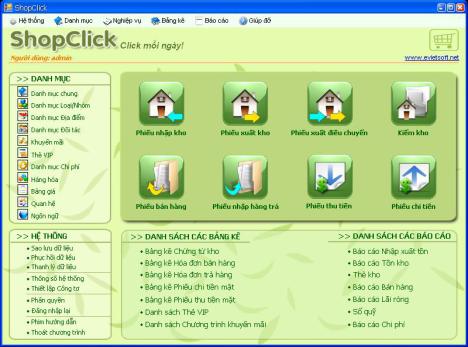 ShopClick
Hệ thống Danh mục Nghiệp vụ Bảng kê Báo cáo Giúp đỡ
ShopClick Click mỗi ngày!
Người dùng: admin
www.evietsoft.net
>> DANH MỤC
Danh mục chung
Danh mục Loại/Nhóm
Danh mục Địa điểm
Danh mục Đối tác
Khuyến mãi
Thẻ VIP
Danh mục Chi phí
Hàng hóa
Bảng giá
Quan hệ
Ngôn ngữ
Phiếu nhập kho
Phiếu xuất kho
Phiếu xuất điều chuyển
Kiểm kho
Phiếu bán hàng
Phiếu nhập hàng trả
Phiếu thu tiền
Phiếu chi tiền
>> HỆ THỐNG
• Sao lưu dữ liệu
• Phục hồi dữ liệu
• Thanh lý dữ liệu
• Thông số hệ thống
• Thiết lập Công tơ
• Phân quyền
• Đăng nhập lại
• Phim hướng dẫn
• Thoát chương trình
>> DANH SÁCH CÁC BẢNG KÊ
• Bảng kê Chứng từ kho
• Bảng kê Hóa đơn bán hàng
• Bảng kê Hóa đơn trả hàng
• Bảng kê Phiếu chi tiền mặt
• Bảng kê Phiếu thu tiền mặt
• Danh sách Thẻ VIP
• Danh sách Chương trình khuyến mãi
>> DANH SÁCH CÁC BÁO CÁO
• Báo cáo Nhập xuất tồn
• Báo cáo Tồn kho
• Thẻ kho
• Báo cáo Bán hàng
• Báo cáo Lãi ròng
• Sổ quỹ
• Báo cáo Chi phí